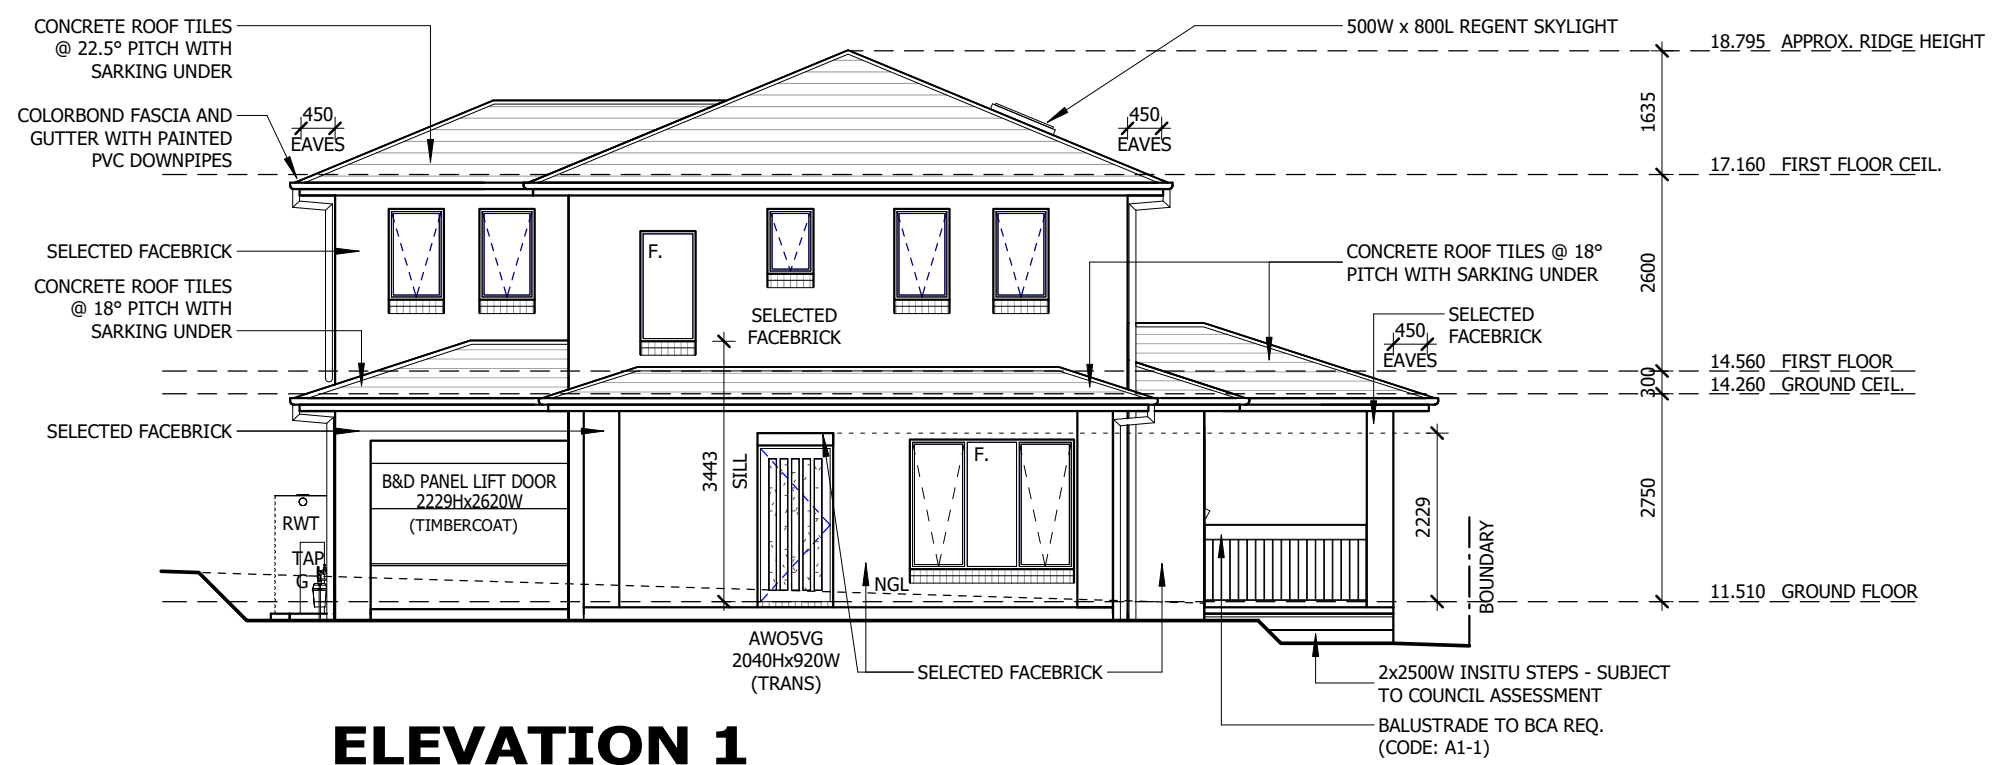 CONCRETE ROOF TILES
@ 22.5° PITCH WITH
SARKING UNDER
COLORBOND FASCIA AND
GUTTER WITH PAINTED
PVC DOWNPIPES
450
EAVES
SELECTED FACEBRICK
CONCRETE ROOF TILES
@ 18° PITCH WITH
SARKING UNDER
SELECTED FACEBRICK
500W x 800L REGENT SKYLIGHT
450
EAVES
18.795 APPROX. RIDGE HEIGHT
1635
17.160 FIRST FLOOR CEIL.
2600
CONCRETE ROOF TILES @ 18°
PITCH WITH SARKING UNDER
SELECTED
FACEBRICK
450
EAVES
14.560 FIRST FLOOR
300
14.260 GROUND CEIL.
2750
11.510 GROUND FLOOR
F.
SELECTED
FACEBRICK
3443
SILL
F.
B&D PANEL LIFT DOOR
2229Hx2620W
(TIMBERCOAT)
RWT
TAP
G
NGL
2229
BOUNDARY
AWO5VG
2040Hx920W
(TRANS)
SELECTED FACEBRICK
2x2500W INSITU STEPS - SUBJECT
TO COUNCIL ASSESSMENT
BALUSTRADE TO BCA REQ.
(CODE: A1-1)
ELEVATION 1